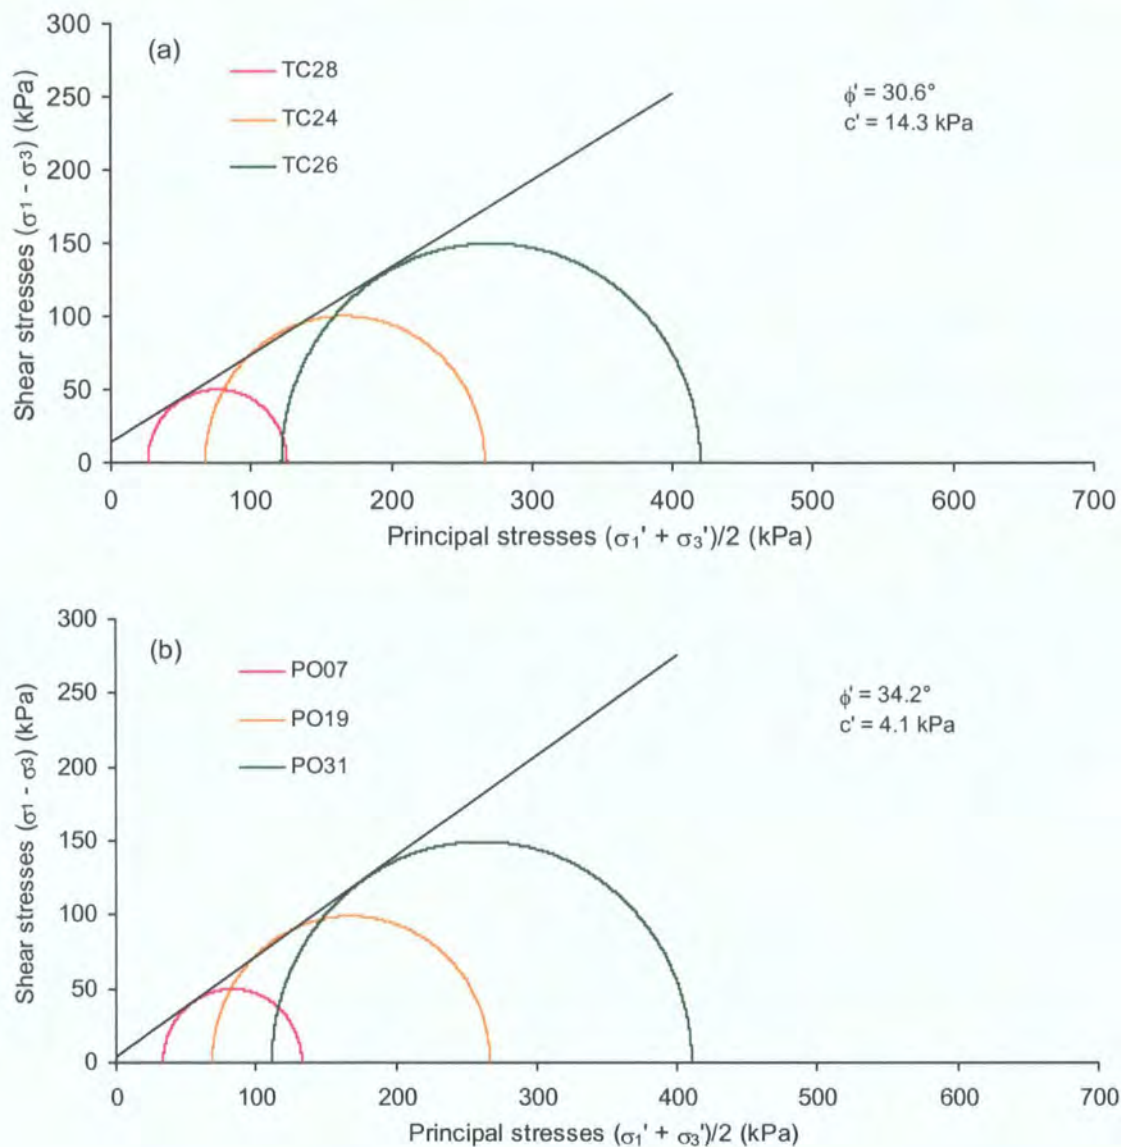 300
(a)
TC28
250
TC24
ϕ' = 30.6°
c' = 14.3 kPa
200
TC26
150
100
50
0
Shear stresses (σ1 - σ3) (kPa)
0 100 200 300 400 500 600 700
Principal stresses (σ1' + σ3')/2 (kPa)
300
(b)
PO07
250
PO19
ϕ' = 34.2°
c' = 4.1 kPa
200
PO31
150
100
50
0
Shear stresses (σ1 - σ3) (kPa)
0 100 200 300 400 500 600 700
Principal stresses (σ1' + σ3')/2 (kPa)